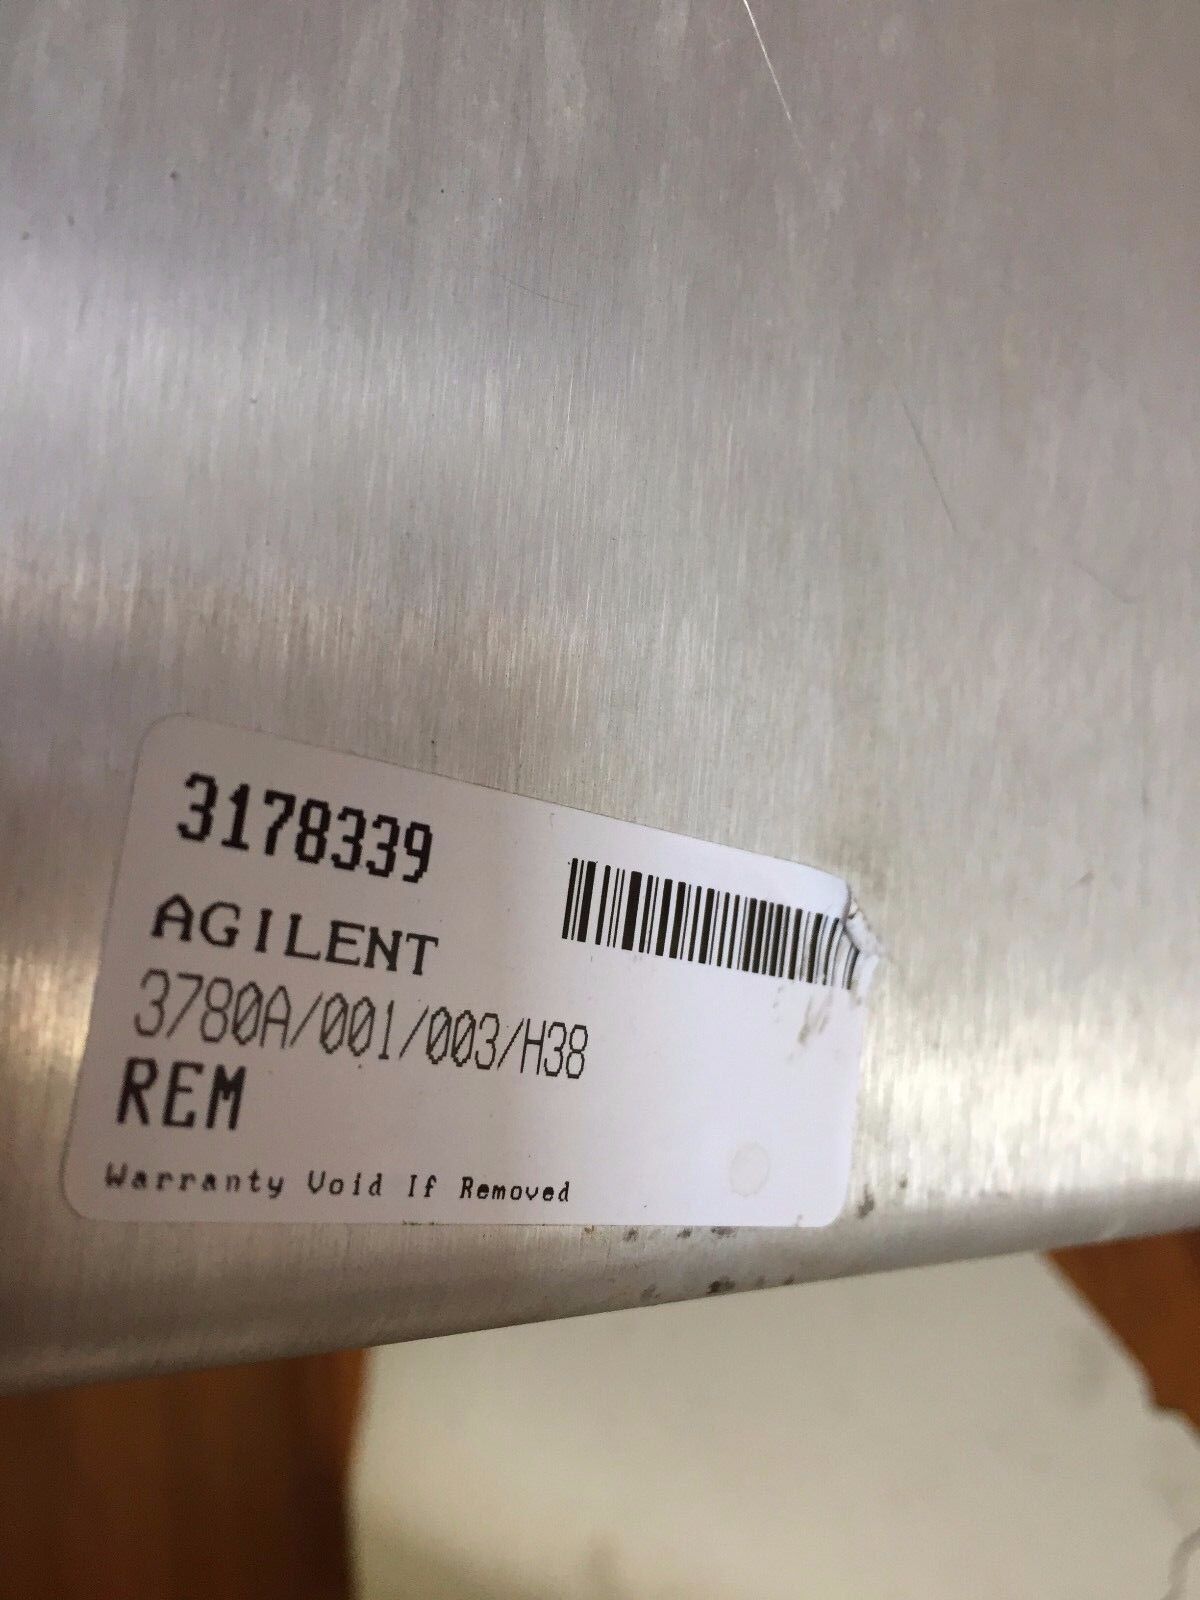 3178339
AGILENT
3780A/001/003/H38
REM
Warranty Void If Removed